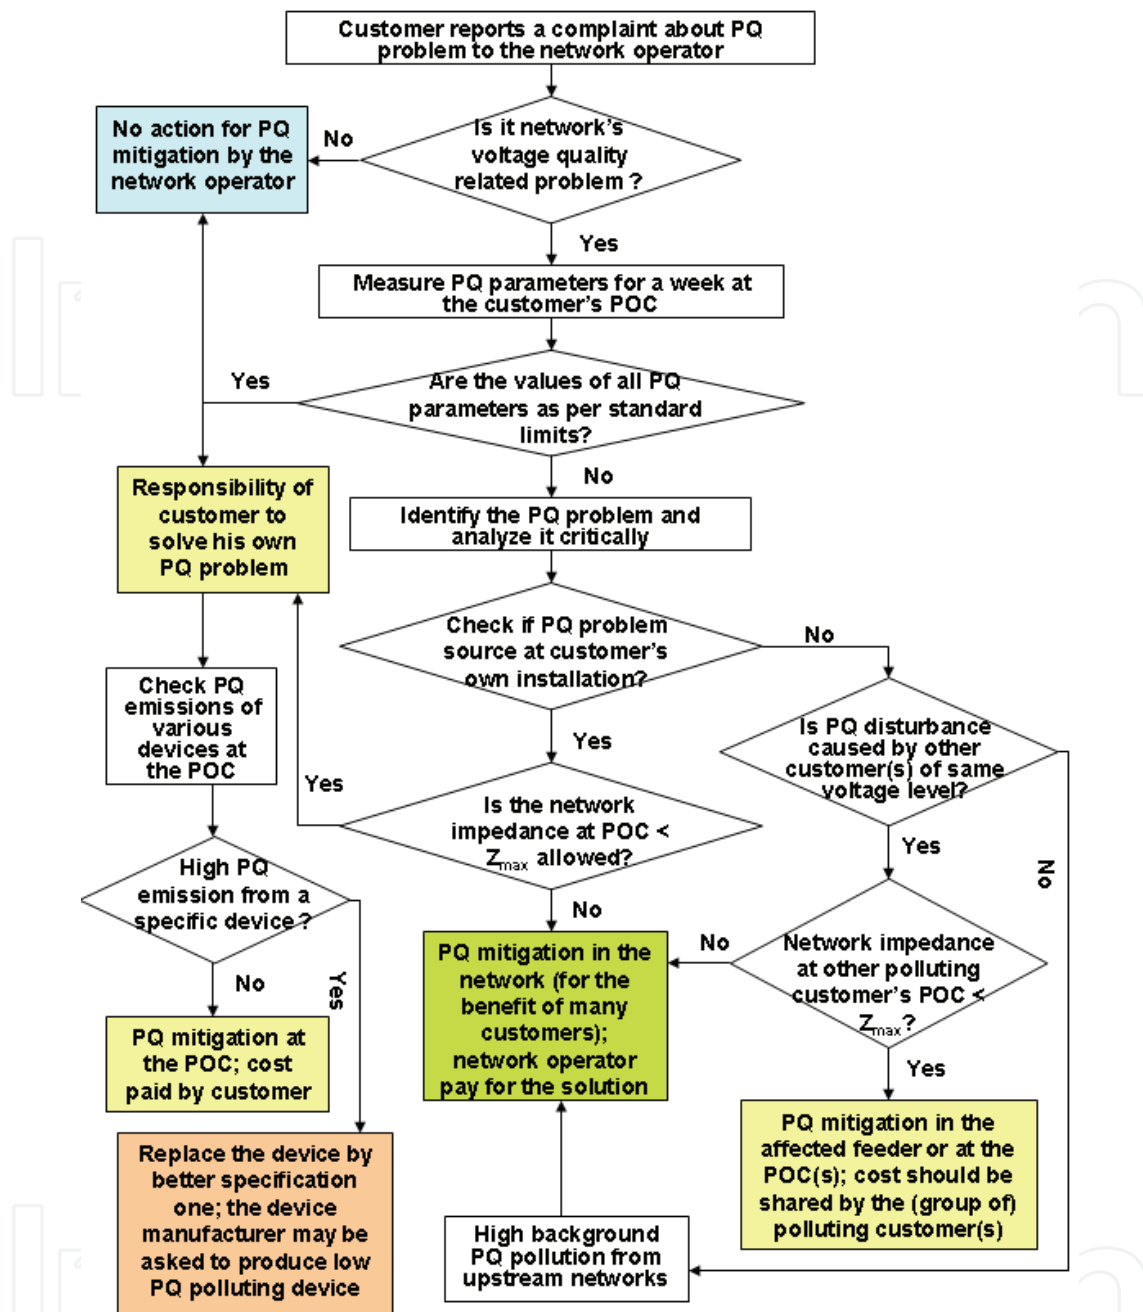 Customer reports a complaint about PQ
problem to the network operator
No action for PQ
mitigation by the
network operator
No
Is it network's
voltage quality
related problem ?
Yes
Measure PQ parameters for a week at
the customer's POC
Yes
Are the values of all PQ
parameters as per standard
limits?
No
Responsibility of
customer to
solve his own
PQ problem
Identify the PQ problem and
analyze it critically
Check if PQ problem
source at customer's
own installation?
No
Yes
Check PQ
emissions of
various
devices at
the POC
Is PQ disturbance
caused by other
customer(s) of same
voltage level?
Yes
Is the network
impedance at POC <
Zmax allowed?
Yes
No
No
High PQ
emission from a
specific device ?
No
Yes
PQ mitigation in the
network (for the
benefit of many
customers);
network operator
pay for the solution
No
Network impedance
at other polluting
customer's POC <
Zmax?
Yes
PQ mitigation at
the POC; cost
paid by customer
PQ mitigation in the
affected feeder or at the
POC(s); cost should be
shared by the (group of)
polluting customer(s)
Replace the device by
better specification
one; the device
manufacturer may be
asked to produce low
PQ polluting device
High background
PQ pollution from
upstream networks